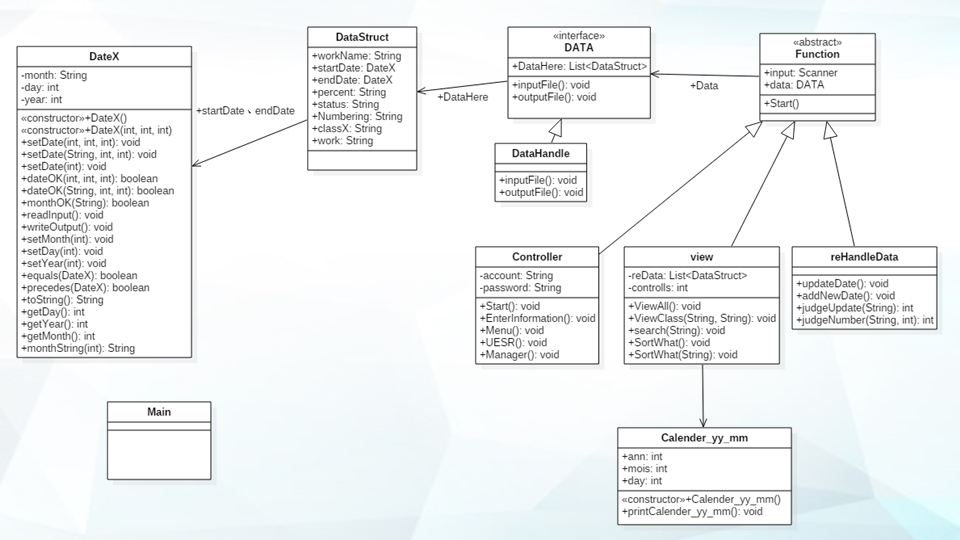 DateX
-month: String
-day: int
-year: int
«constructor»+DateX()
«constructor»+DateX(int, int, int)
+setDate(int, int, int): void
+setDate(String, int, int): void
+setDate(int): void
+dateOK(int, int, int): boolean
+dateOK(String, int, int): boolean
+monthOK(String): boolean
+readInput(): void
+writeOutput(): void
+setMonth(int): void
+setDay(int): void
+setYear(int): void
+equals(DateX): boolean
+precedes(DateX): boolean
+toString(): String
+getDay(): int
+getYear(): int
+getMonth(): int
+monthString(int): String
+startDate、endDate
DataStruct
+workName: String
+startDate: DateX
+endDate: DateX
+percent: String
+status: String
+Numbering: String
+classX: String
+work: String
+DataHere
«interface»
DATA
+DataHere: List<DataStruct>
+inputFile(): void
+outputFile(): void
+Data
«abstract»
Function
+input: Scanner
+data: DATA
+Start()
DataHandle
+inputFile(): void
+outputFile(): void
Controller
-account: String
-password: String
+Start(): void
+EnterInformation(): void
+Menu(): void
+UESR(): void
+Manager(): void
view
-reData: List<DataStruct>
-controlls: int
+ViewAll(): void
+ViewClass(String, String): void
+search(String): void
+SortWhat(): void
+SortWhat(String): void
reHandleData
+updateDate(): void
+addNewDate(): void
+judgeUpdate(String): int
+judgeNumber(String, int): int
Main
Calender_yy_mm
+ann: int
+mois: int
+day: int
«constructor»+Calender_yy_mm()
+printCalender_yy_mm(): void